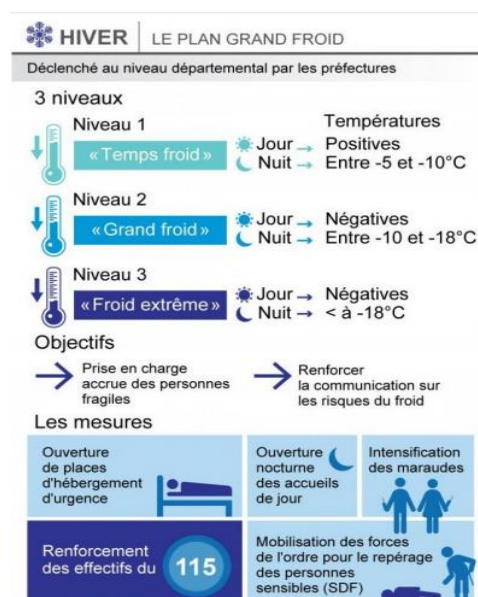 HIVER LE PLAN GRAND FROID
Déclenché au niveau départemental par les préfectures
3 niveaux
Niveau 1
Températures
« Temps froid »
Jour → Positives
Nuit → Entre -5 et -10°C
Niveau 2
« Grand froid »
Jour → Négatives
Nuit → Entre -10 et -18°C
Niveau 3
« Froid extrême »
Jour → Négatives
Nuit → < à -18°C
Objectifs
Prise en charge
accrue des personnes
fragiles
Renforcer
la communication sur
les risques du froid
Les mesures
Ouverture
de places
d'hébergement
d'urgence
Ouverture
nocturne
des accueils
de jour
Intensification
des maraudes
Renforcement
des effectifs du
115
Mobilisation des forces
de l'ordre pour le repérage
des personnes
sensibles (SDF)